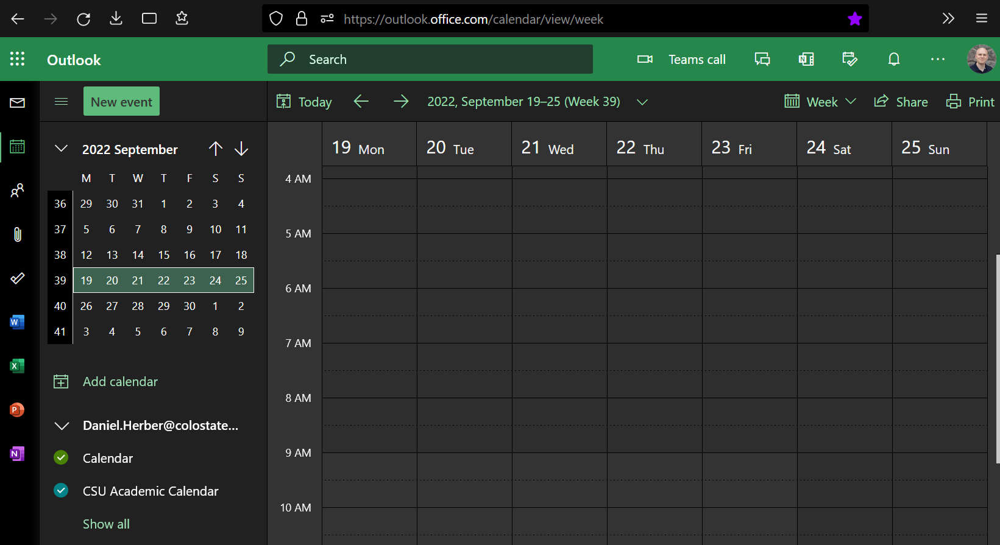 https://outlook.office.com/calendar/view/week
Outlook
Search
Teams call
N
New event
Today
2022, September 19–25 (Week 39)
Week
Share
Print
2022 September
M T W T F S S
36 29 30 31 1 2 3 4
37 5 6 7 8 9 10 11
38 12 13 14 15 16 17 18
39 19 20 21 22 23 24 25
40 26 27 28 29 30 1 2
41 3 4 5 6 7 8 9
Add calendar
Daniel.Herber@colostate...
Calendar
CSU Academic Calendar
Show all
W
X
P
N
19 Mon 20 Tue 21 Wed 22 Thu 23 Fri 24 Sat 25 Sun
4 AM
5 AM
6 AM
7 AM
8 AM
9 AM
10 AM